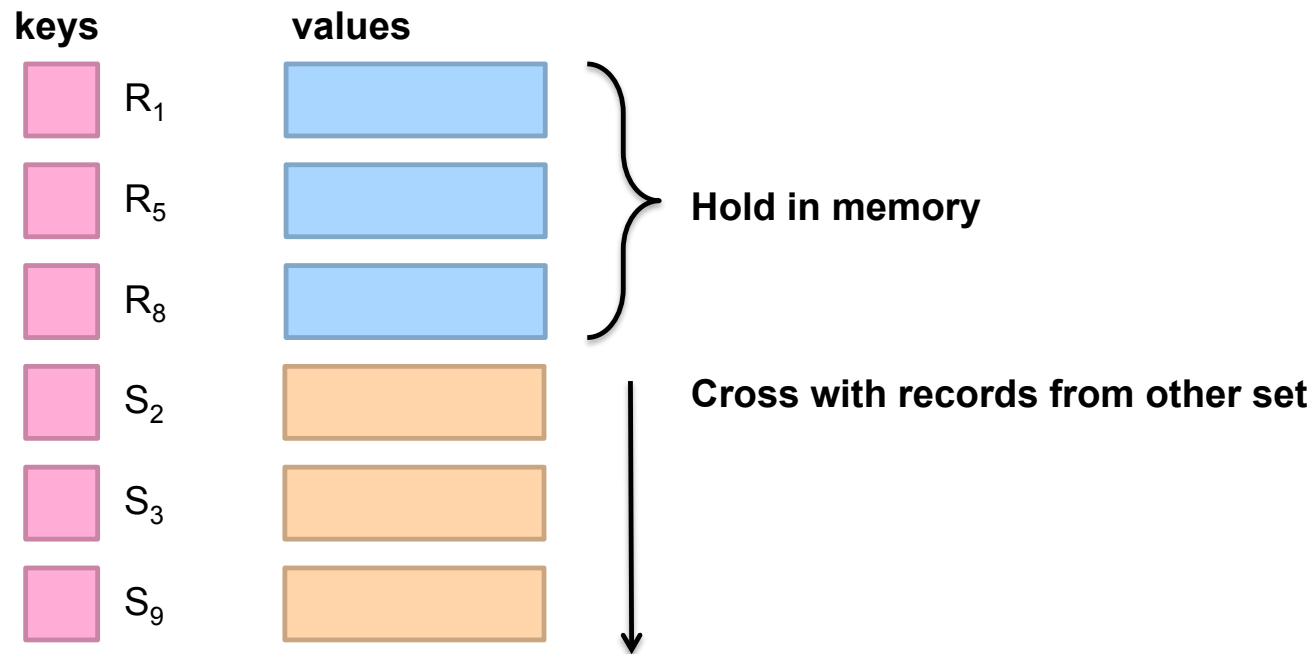 keys values
R₁
R₅
Hold in memory
R₈
S₂
Cross with records from other set
S₃
S₉